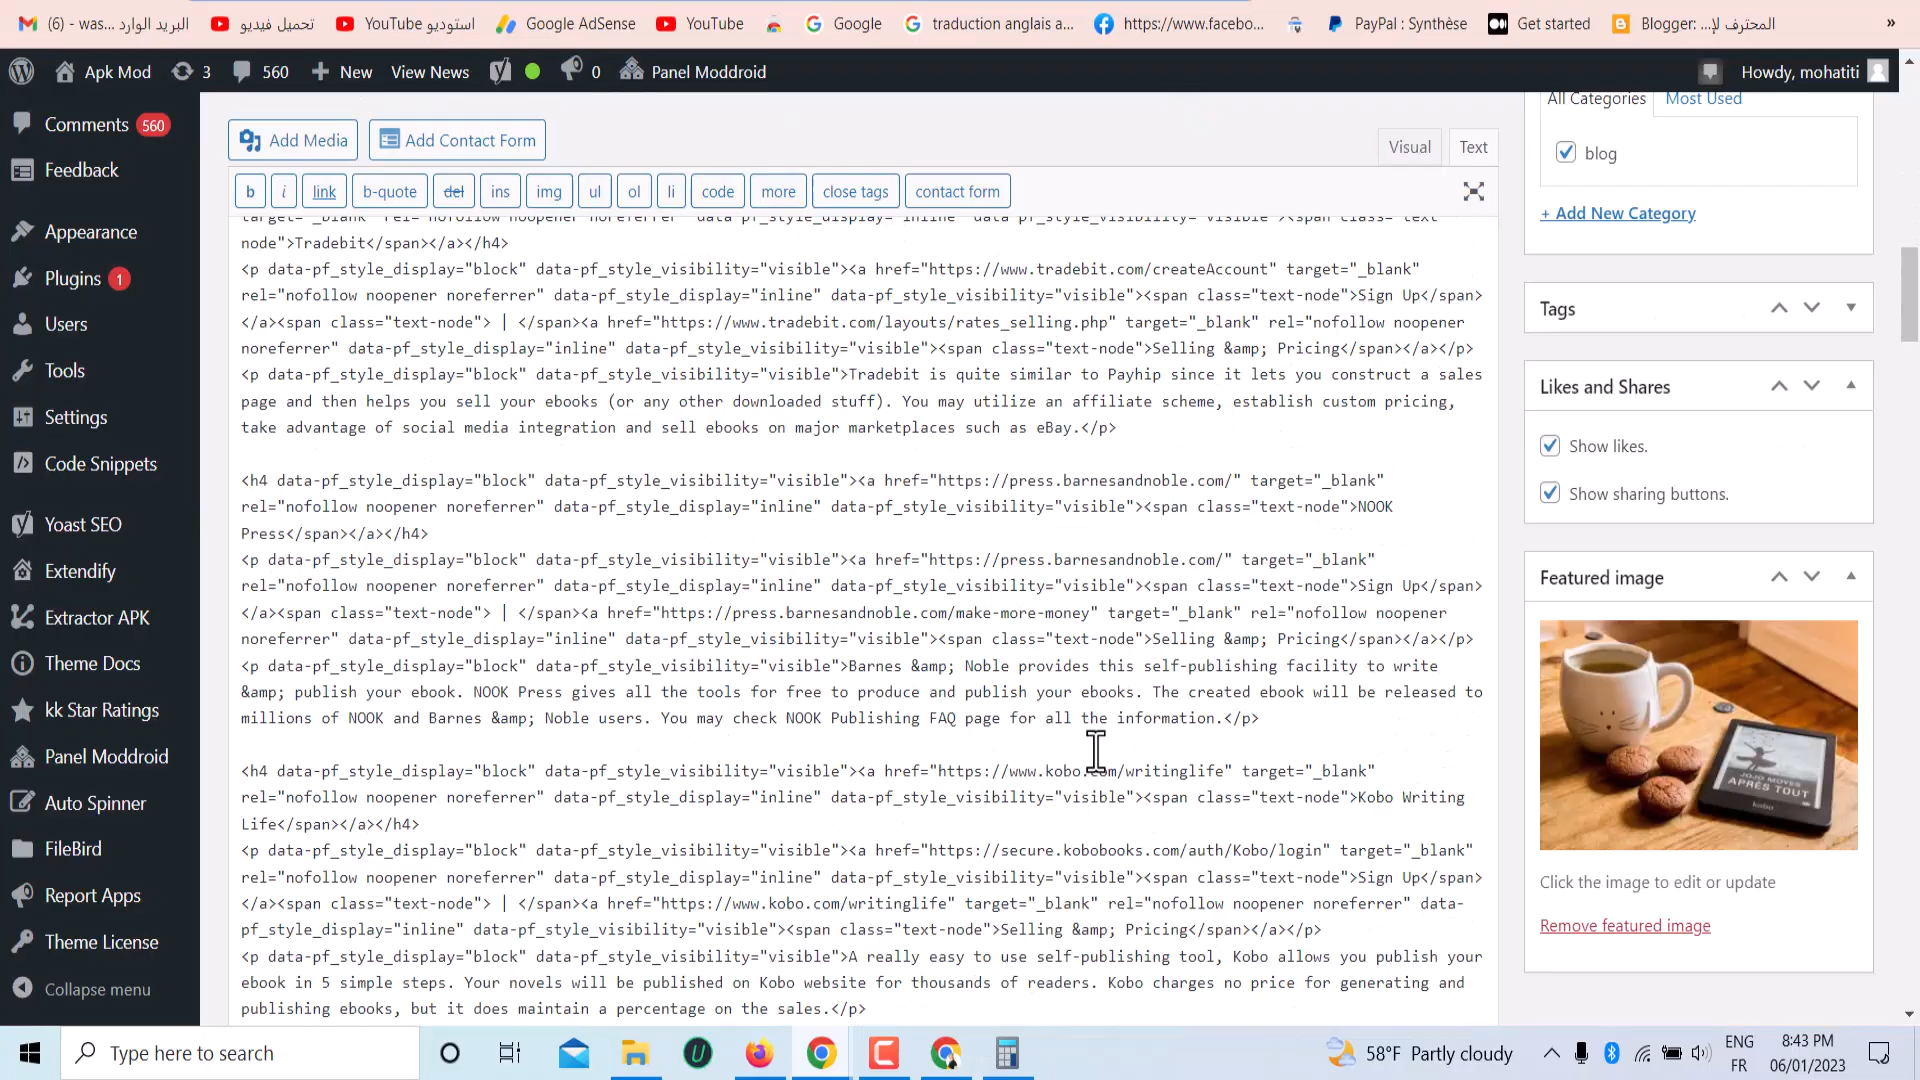 (6) - was... البريد الوارد
تحميل فيديو
YouTube استوديو
Google AdSense
YouTube
Google
traduction anglais a...
https://www.facebo...
PayPal : Synthèse
Get started
Blogger: ...المحترف لإ
»
Apk Mod
3
560
New
View News
0
Panel Moddroid
Howdy, mohatiti
Comments 560
Feedback
Appearance
Plugins 1
Users
Tools
Settings
Code Snippets
Yoast SEO
Extendify
Extractor APK
Theme Docs
kk Star Ratings
Panel Moddroid
Auto Spinner
FileBird
Report Apps
Theme License
Collapse menu
Add Media
Add Contact Form
Visual
Text
b i link b-quote del ins img ul ol li code more close tags contact form
target="_blank" rel="nofollow noopener noreferrer" data-pf_style_display="inline" data-pf_style_visibility="visible"><span class="text-
node">Tradebit</span></a></h4>
<p data-pf_style_display="block" data-pf_style_visibility="visible"><a href="https://www.tradebit.com/createAccount" target="_blank"
rel="nofollow noopener noreferrer" data-pf_style_display="inline" data-pf_style_visibility="visible"><span class="text-node">Sign Up</span>
</a><span class="text-node"> | </span><a href="https://www.tradebit.com/layouts/rates_selling.php" target="_blank" rel="nofollow noopener
noreferrer" data-pf_style_display="inline" data-pf_style_visibility="visible"><span class="text-node">Selling &amp; Pricing</span></a></p>
<p data-pf_style_display="block" data-pf_style_visibility="visible">Tradebit is quite similar to Payhip since it lets you construct a sales
page and then helps you sell your ebooks (or any other downloaded stuff). You may utilize an affiliate scheme, establish custom pricing,
take advantage of social media integration and sell ebooks on major marketplaces such as eBay.</p>
<h4 data-pf_style_display="block" data-pf_style_visibility="visible"><a href="https://press.barnesandnoble.com/" target="_blank"
rel="nofollow noopener noreferrer" data-pf_style_display="inline" data-pf_style_visibility="visible"><span class="text-node">NOOK
Press</span></a></h4>
<p data-pf_style_display="block" data-pf_style_visibility="visible"><a href="https://press.barnesandnoble.com/" target="_blank"
rel="nofollow noopener noreferrer" data-pf_style_display="inline" data-pf_style_visibility="visible"><span class="text-node">Sign Up</span>
</a><span class="text-node"> | </span><a href="https://press.barnesandnoble.com/make-more-money" target="_blank" rel="nofollow noopener
noreferrer" data-pf_style_display="inline" data-pf_style_visibility="visible"><span class="text-node">Selling &amp; Pricing</span></a></p>
<p data-pf_style_display="block" data-pf_style_visibility="visible">Barnes &amp; Noble provides this self-publishing facility to write
&amp; publish your ebook. NOOK Press gives all the tools for free to produce and publish your ebooks. The created ebook will be released to
millions of NOOK and Barnes &amp; Noble users. You may check NOOK Publishing FAQ page for all the information.</p>
<h4 data-pf_style_display="block" data-pf_style_visibility="visible"><a href="https://www.kobo.com/writinglife" target="_blank"
rel="nofollow noopener noreferrer" data-pf_style_display="inline" data-pf_style_visibility="visible"><span class="text-node">Kobo Writing
Life</span></a></h4>
<p data-pf_style_display="block" data-pf_style_visibility="visible"><a href="https://secure.kobobooks.com/auth/Kobo/login" target="_blank"
rel="nofollow noopener noreferrer" data-pf_style_display="inline" data-pf_style_visibility="visible"><span class="text-node">Sign Up</span>
</a><span class="text-node"> | </span><a href="https://www.kobo.com/writinglife" target="_blank" rel="nofollow noopener noreferrer" data-
pf_style_display="inline" data-pf_style_visibility="visible"><span class="text-node">Selling &amp; Pricing</span></a></p>
<p data-pf_style_display="block" data-pf_style_visibility="visible">A really easy to use self-publishing tool, Kobo allows you publish your
ebook in 5 simple steps. Your novels will be published on Kobo website for thousands of readers. Kobo charges no price for generating and
publishing ebooks, but it does maintain a percentage on the sales.</p>
All Categories
Most Used
blog
+ Add New Category
Tags
Likes and Shares
Show likes.
Show sharing buttons.
Featured image
JOJO MOYES
APRÈS TOUT
kobo
Click the image to edit or update
Remove featured image
Type here to search
58°F Partly cloudy
ENG
FR
8:43 PM
06/01/2023